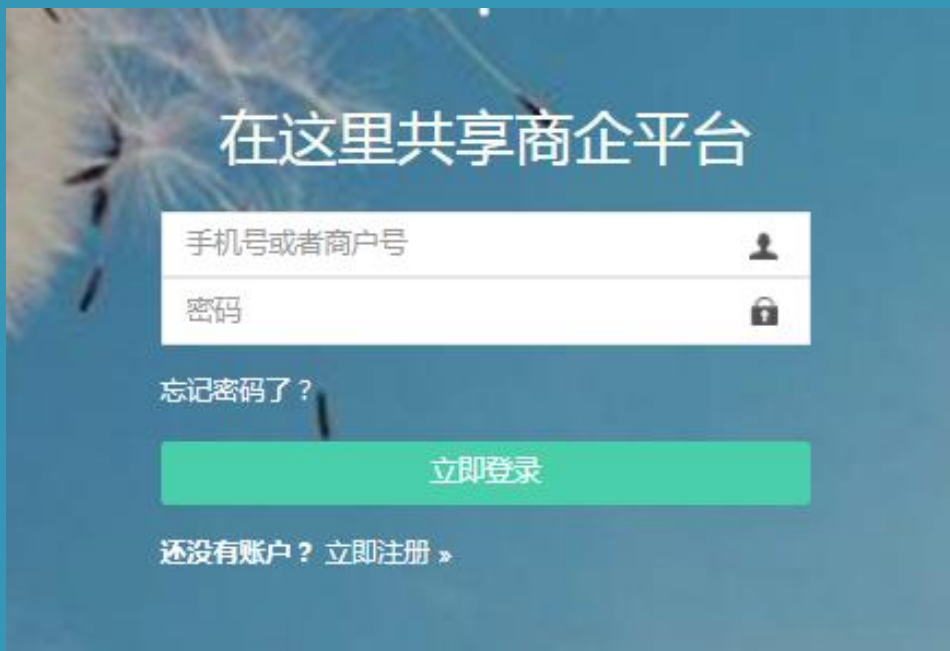 在这里共享商企平台
手机号或者商户号
密码
忘记密码了？
立即登录
还没有账户？ 立即注册 »